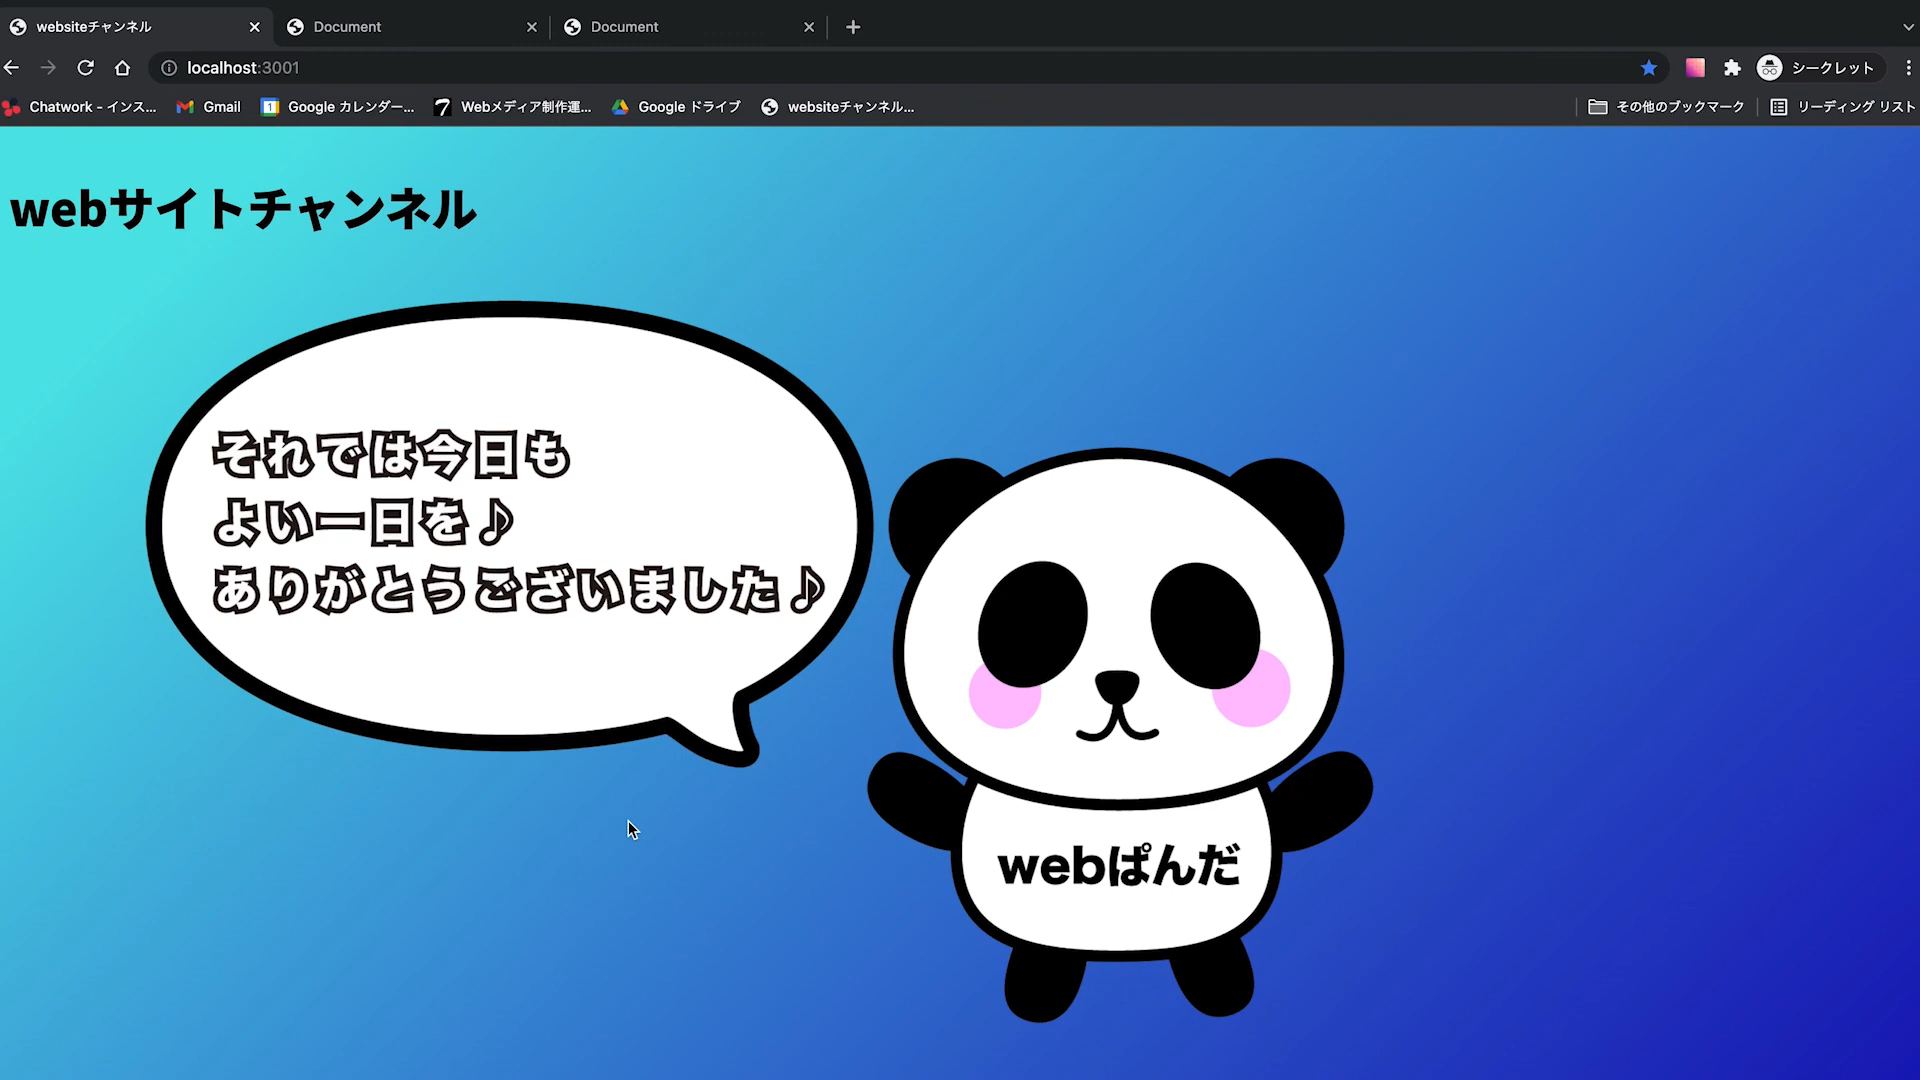 websiteチャンネル
Document
Document
localhost:3001
シークレット
Chatwork - インス...
Gmail
1
Google カレンダー...
Webメディア制作運...
Google ドライブ
websiteチャンネル...
その他のブックマーク
リーディング リスト
webサイトチャンネル
それでは今日も
よい一日を♪
ありがとうございました♪
webぱんだ